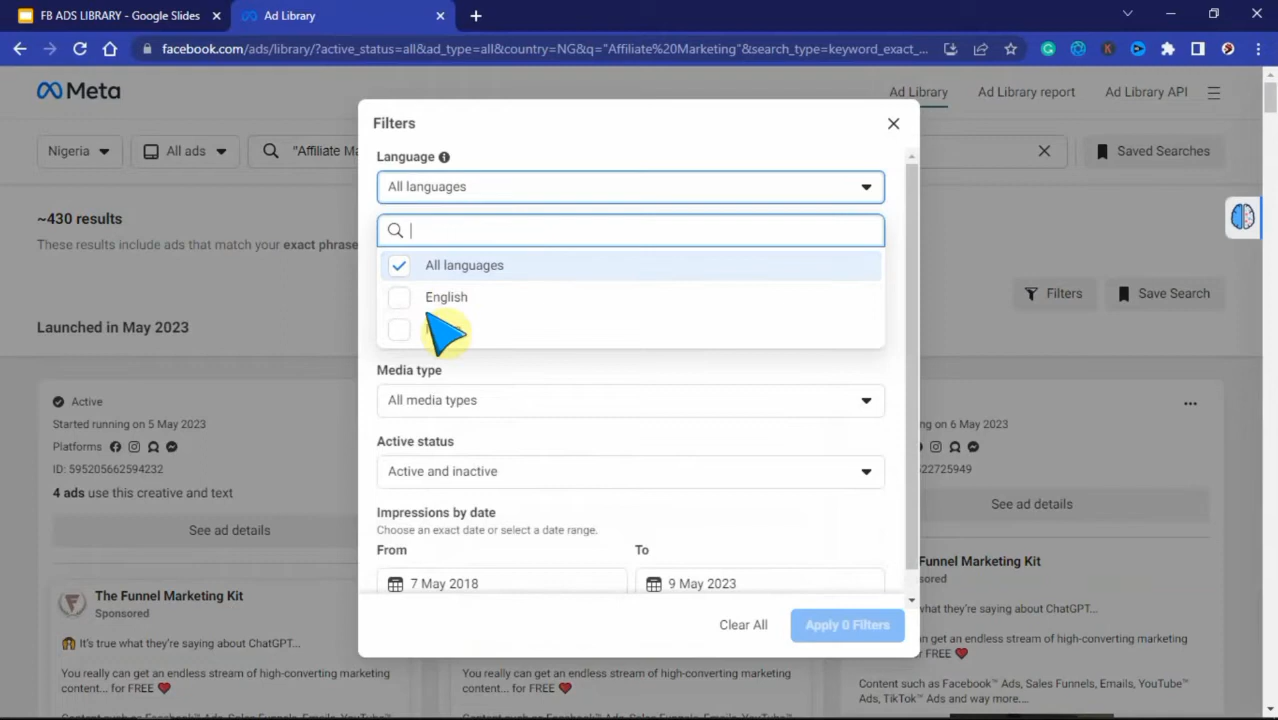 FB ADS LIBRARY - Google Slides
Ad Library
facebook.com/ads/library/?active_status=all&ad_type=all&country=NG&q="Affiliate%20Marketing"&search_type=keyword_exact_...
Meta
Ad Library
Ad Library report
Ad Library API
Nigeria
All ads
"Affiliate Ma
Saved Searches
~430 results
These results include ads that match your exact phrase
Filters
Save Search
Launched in May 2023
Filters
Language
All languages
All languages
English
Media type
All media types
Active status
Active and inactive
Impressions by date
Choose an exact date or select a date range.
From
To
7 May 2018
9 May 2023
Clear All
Apply 0 Filters
Active
Started running on 5 May 2023
Platforms
ID: 595205662594232
4 ads use this creative and text
See ad details
The Funnel Marketing Kit
Sponsored
🙀 It's true what they're saying about ChatGPT...
You really can get an endless stream of high-converting marketing
content... for FREE ❤️
You really can get an endless stream of high-converting marketing
content... for FREE ❤️
ng on 6 May 2023
22725949
See ad details
Funnel Marketing Kit
sored
what they're saying about ChatGPT...
can get an endless stream of high-converting marketing
FREE ❤️
Content such as Facebook™ Ads, Sales Funnels, Emails, YouTube™
Ads, TikTok™ Ads and way more....